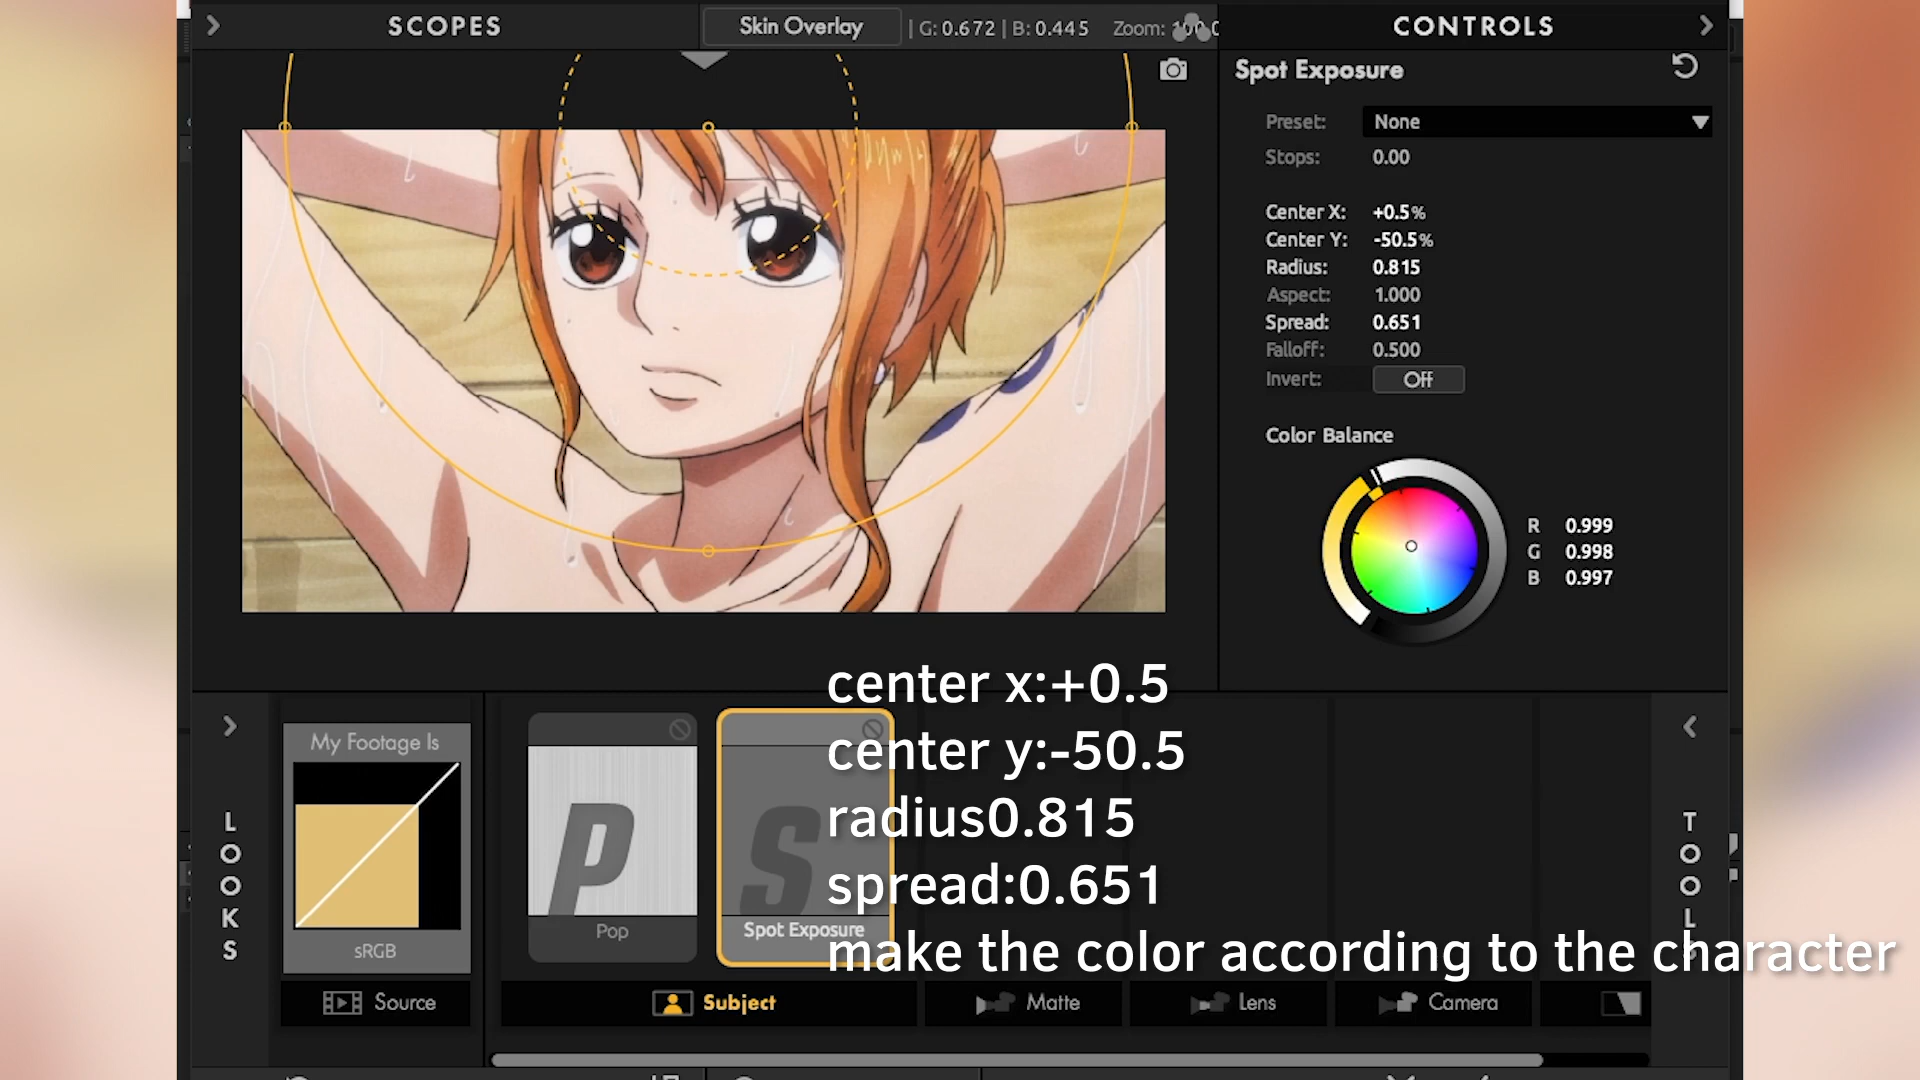 SCOPES
Skin Overlay
| G: 0.672 | B: 0.445
Zoom:
CONTROLS
Spot Exposure
Preset: None
Stops: 0.00
Center X: +0.5%
Center Y: -50.5%
Radius: 0.815
Aspect: 1.000
Spread: 0.651
Falloff: 0.500
Invert: Off
Color Balance
R 0.999
G 0.998
B 0.997
center x:+0.5
center y:-50.5
radius0.815
spread:0.651
make the color according to the character
LOOKS
My Footage Is
sRGB
Source
P
Pop
S
Spot Exposure
Subject
Matte
Lens
Camera
TOOLS